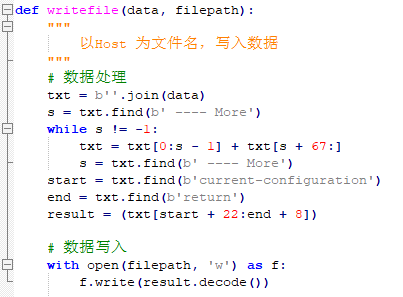 def writefile(data, filepath):
    """
        以Host 为文件名，写入数据
    """
    # 数据处理
    txt = b''.join(data)
    s = txt.find(b' ---- More')
    while s != -1:
        txt = txt[0:s - 1] + txt[s + 67:]
        s = txt.find(b' ---- More')
    start = txt.find(b'current-configuration')
    end = txt.find(b'return')
    result = (txt[start + 22:end + 8])
    # 数据写入
    with open(filepath, 'w') as f:
        f.write(result.decode())